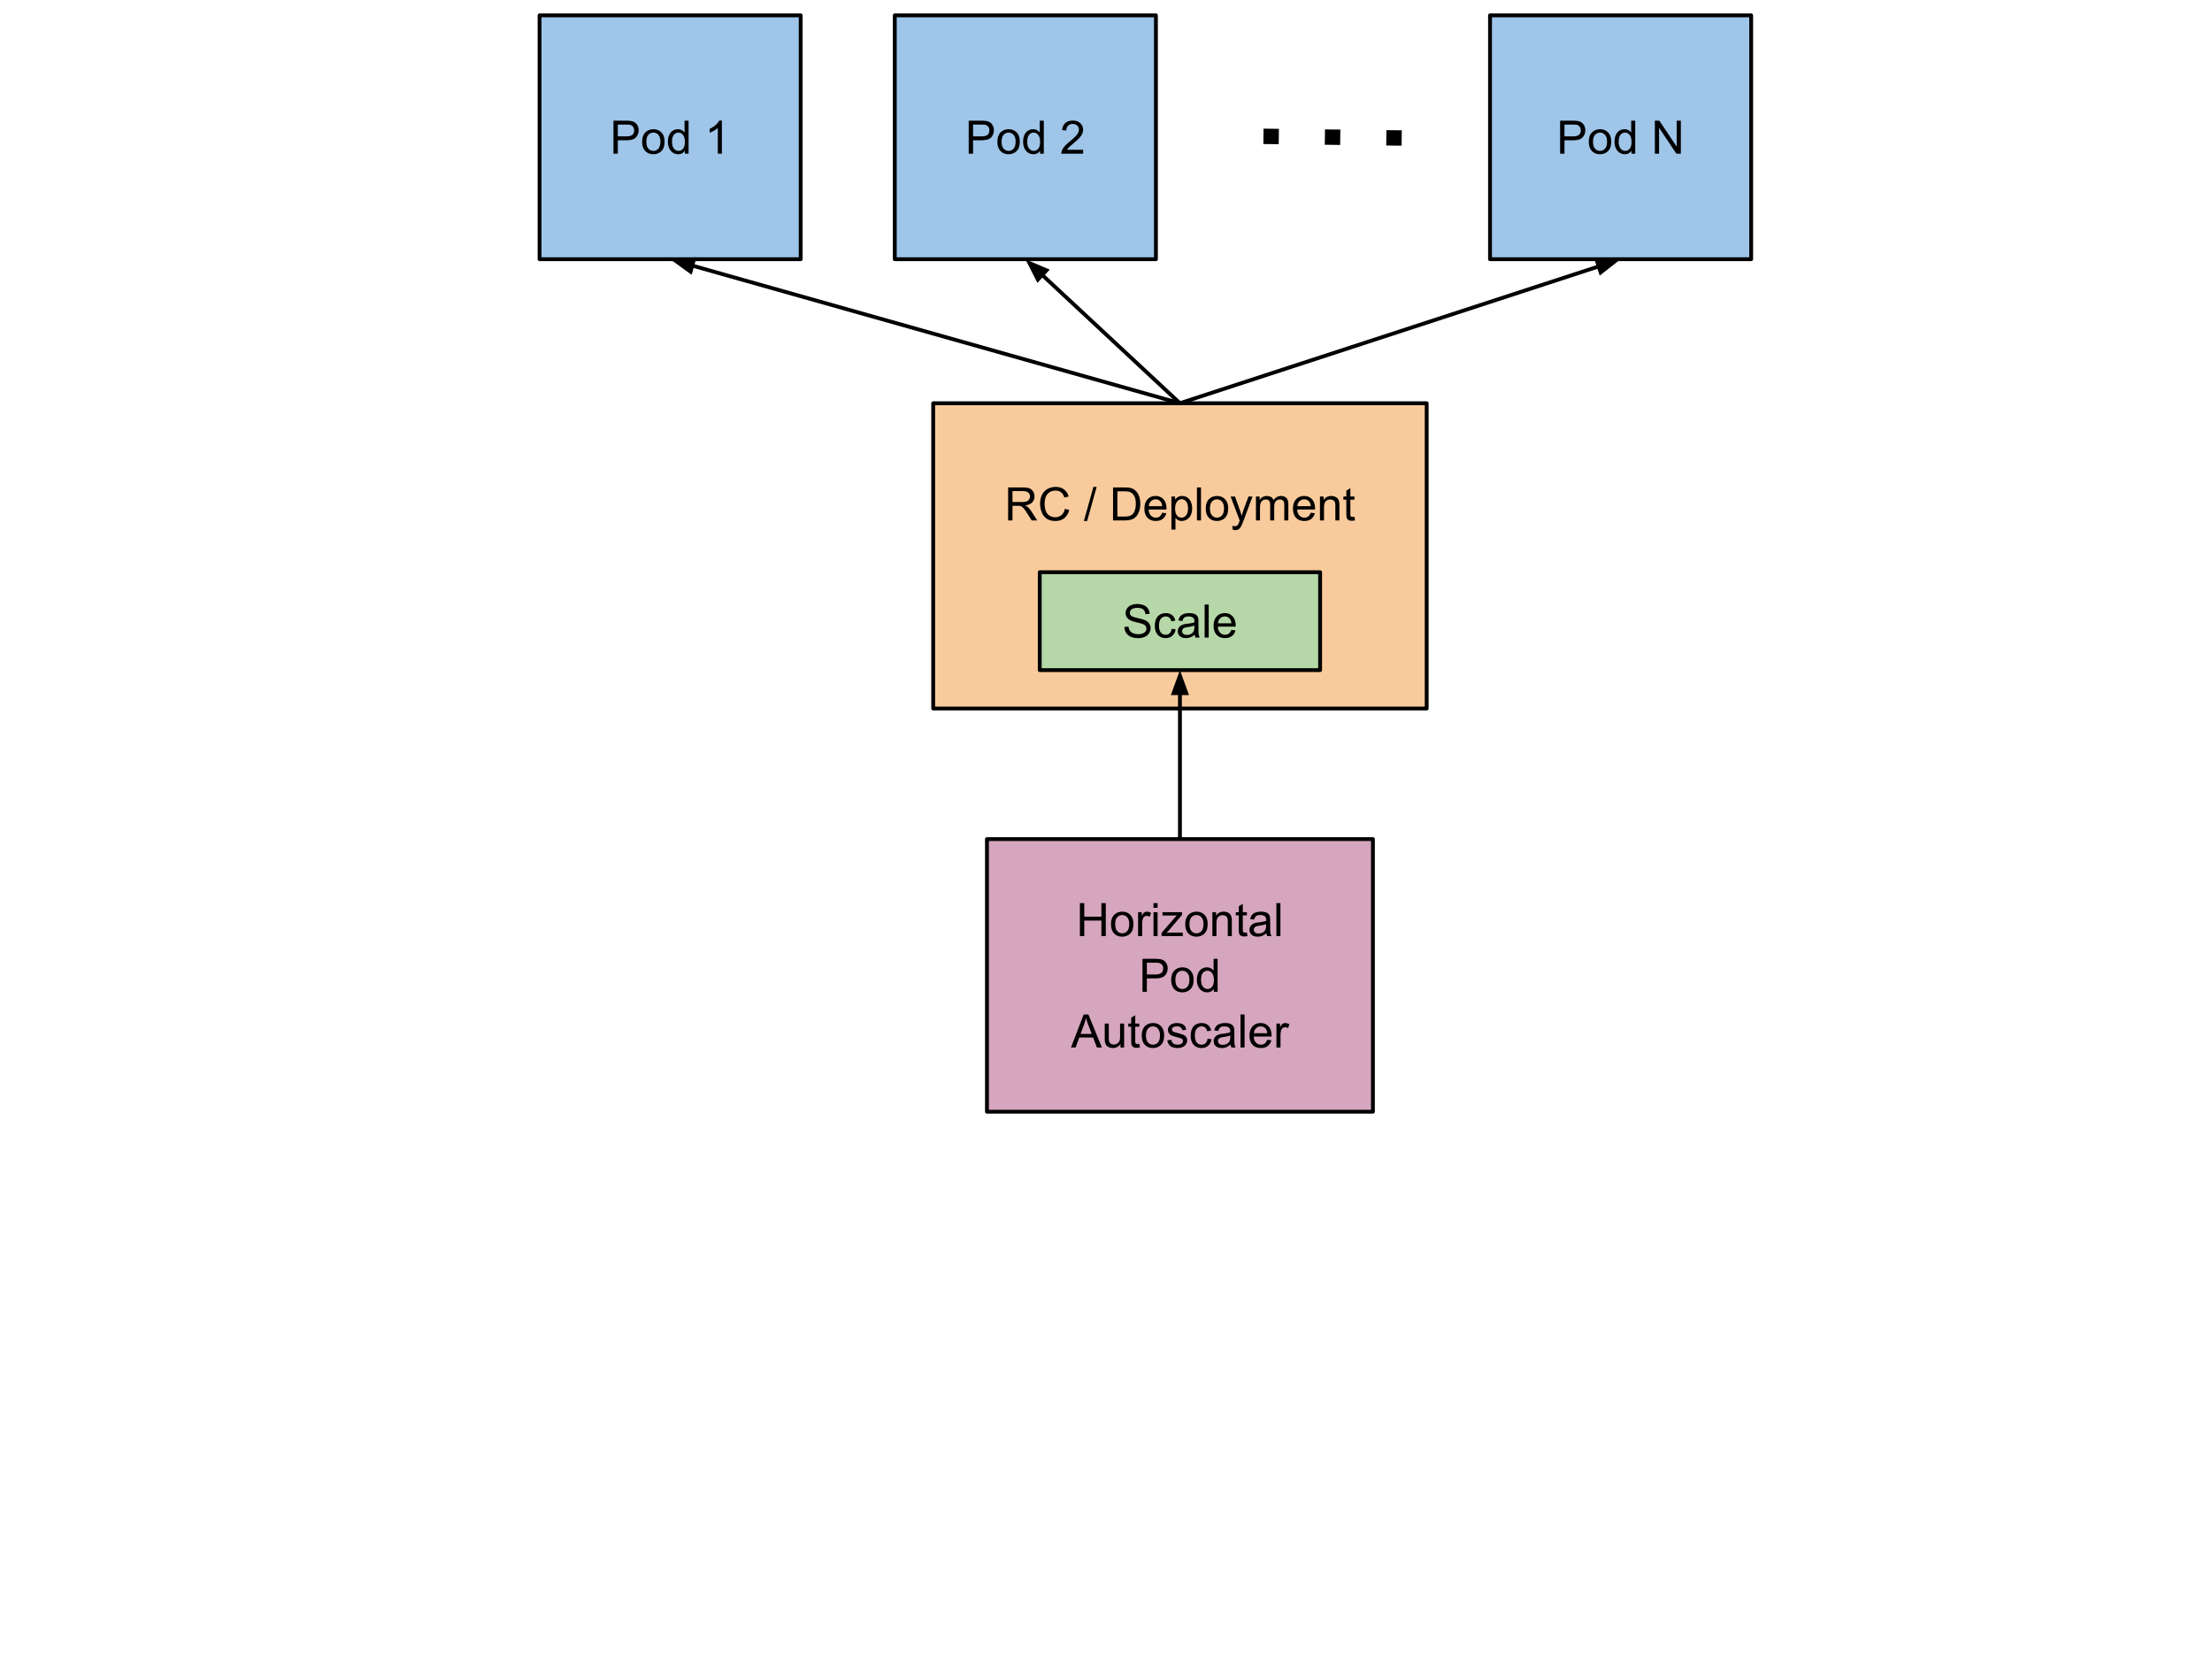 Pod 1
Pod 2
Pod N
RC / Deployment
Scale
Horizontal
Pod
Autoscaler